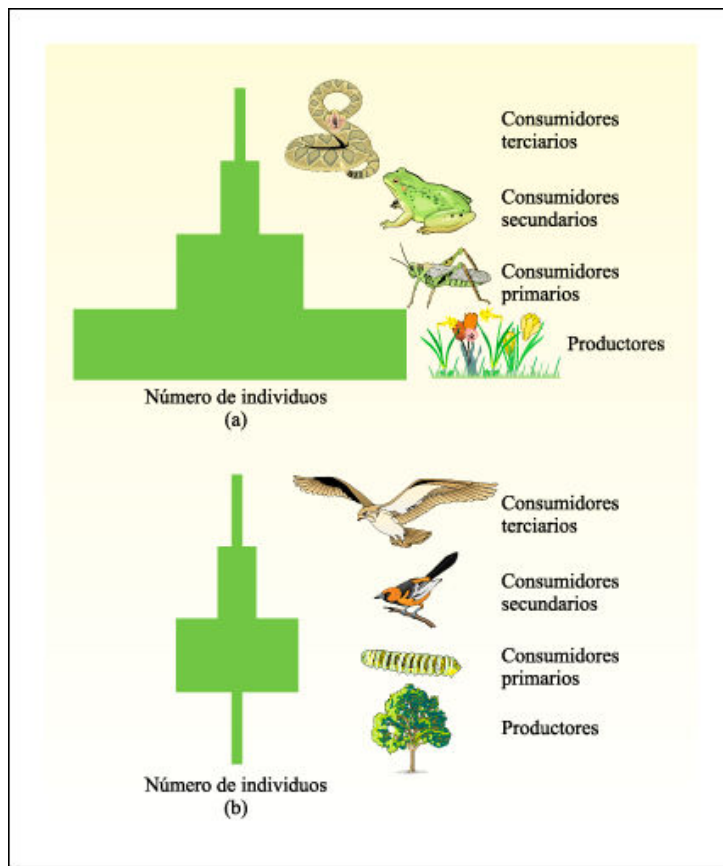 Consumidores
terciarios
Consumidores
secundarios
Consumidores
primarios
Productores
Número de individuos
(a)
Consumidores
terciarios
Consumidores
secundarios
Consumidores
primarios
Productores
Número de individuos
(b)